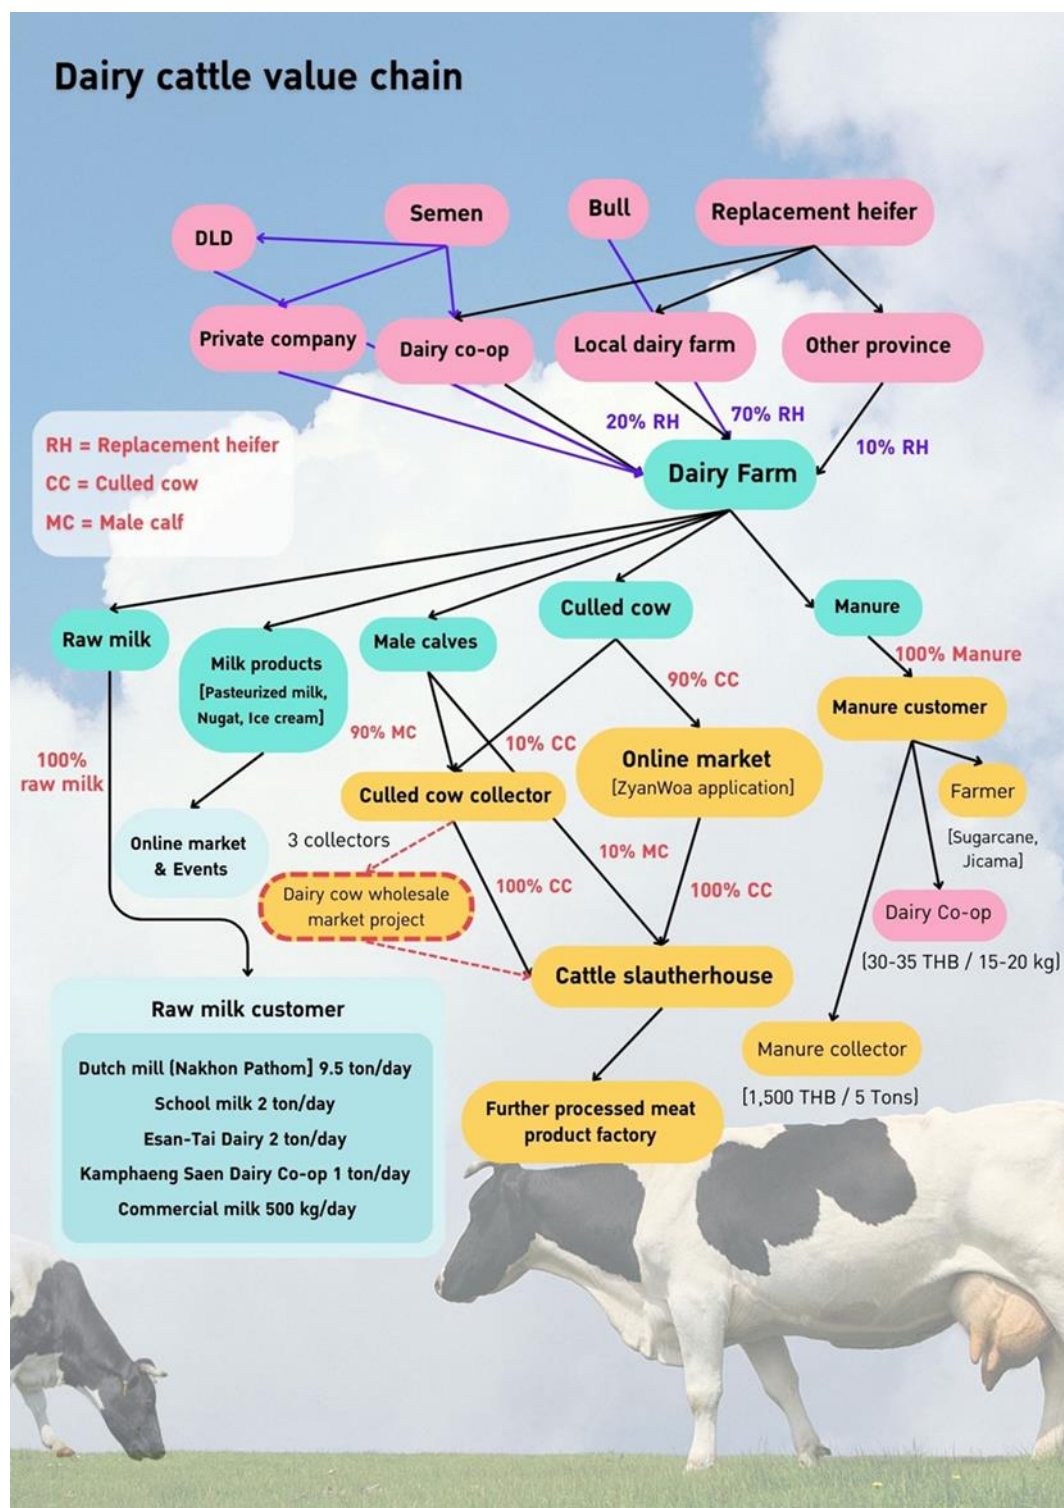 Dairy cattle value chain
Semen
Bull
Replacement heifer
DLD
Private company
Dairy co-op
Local dairy farm
Other province
20% RH
70% RH
10% RH
RH = Replacement heifer
CC = Culled cow
MC = Male calf
Dairy Farm
Raw milk
Milk products
[Pasteurized milk,
Nugat, Ice cream]
Male calves
Culled cow
Manure
100% Manure
90% CC
Manure customer
100%
raw milk
90% MC
10% CC
Online market
[ZyanWoa application]
Culled cow collector
Farmer
[Sugarcane,
Jicama]
Online market
& Events
3 collectors
10% MC
Dairy cow wholesale
market project
100% CC
100% CC
Dairy Co-op
(30-35 THB / 15-20 kg)
Cattle slautherhouse
Raw milk customer
Dutch mill (Nakhon Pathom] 9.5 ton/day
School milk 2 ton/day
Esan-Tai Dairy 2 ton/day
Kamphaeng Saen Dairy Co-op 1 ton/day
Commercial milk 500 kg/day
Manure collector
[1,500 THB / 5 Tons)
Further processed meat
product factory